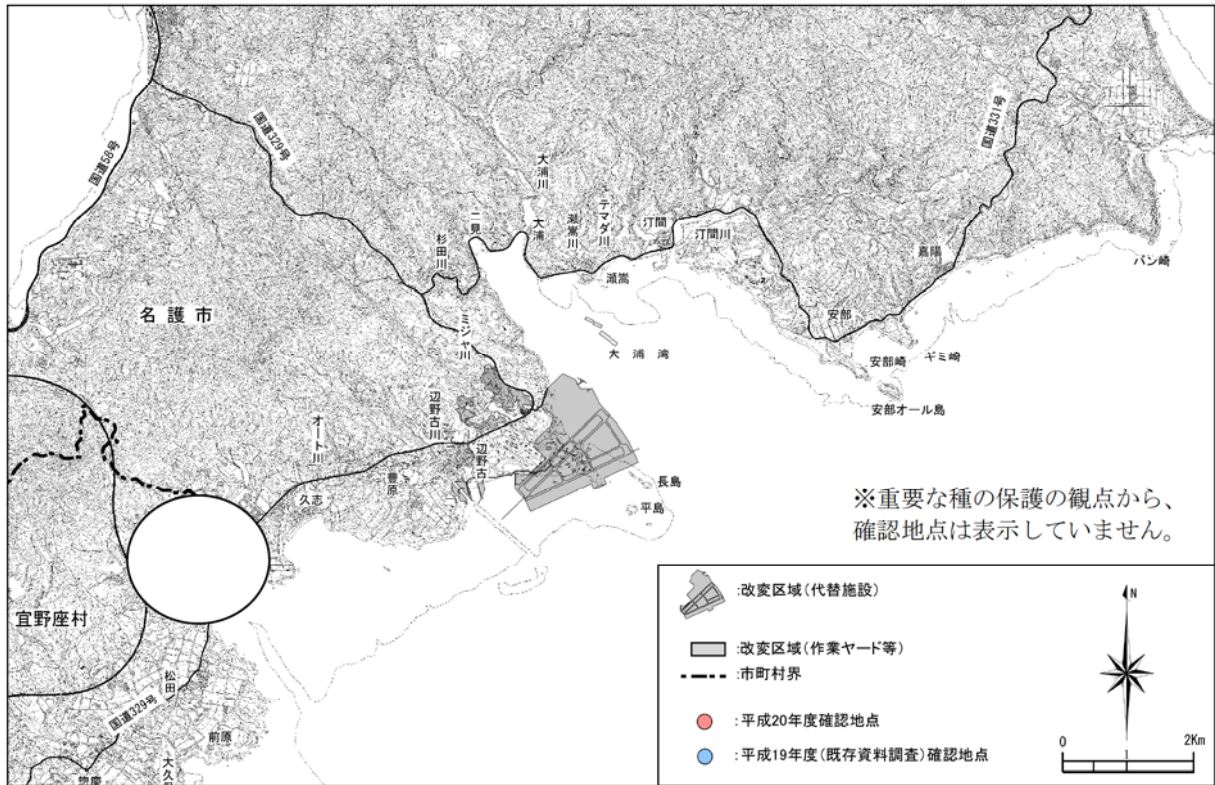 国道58号
国道329号
国道331号
大浦川
大浦
二見
杉田川
瀬嵩川
テマダ川
汀間
汀間川
瀬嵩
嘉陽
バン崎
安部
安部崎
ギミ崎
安部オール島
大浦湾
名護市
ミジャ川
辺野古川
辺野古
オート川
久志
豊原
長島
平島
※重要な種の保護の観点から、
確認地点は表示していません。
宜野座村
松田
国道329号
前原
惣慶
:改変区域(代替施設)
:改変区域(作業ヤード等)
:市町村界
:平成20年度確認地点
:平成19年度(既存資料調査)確認地点
N
0 1 2Km